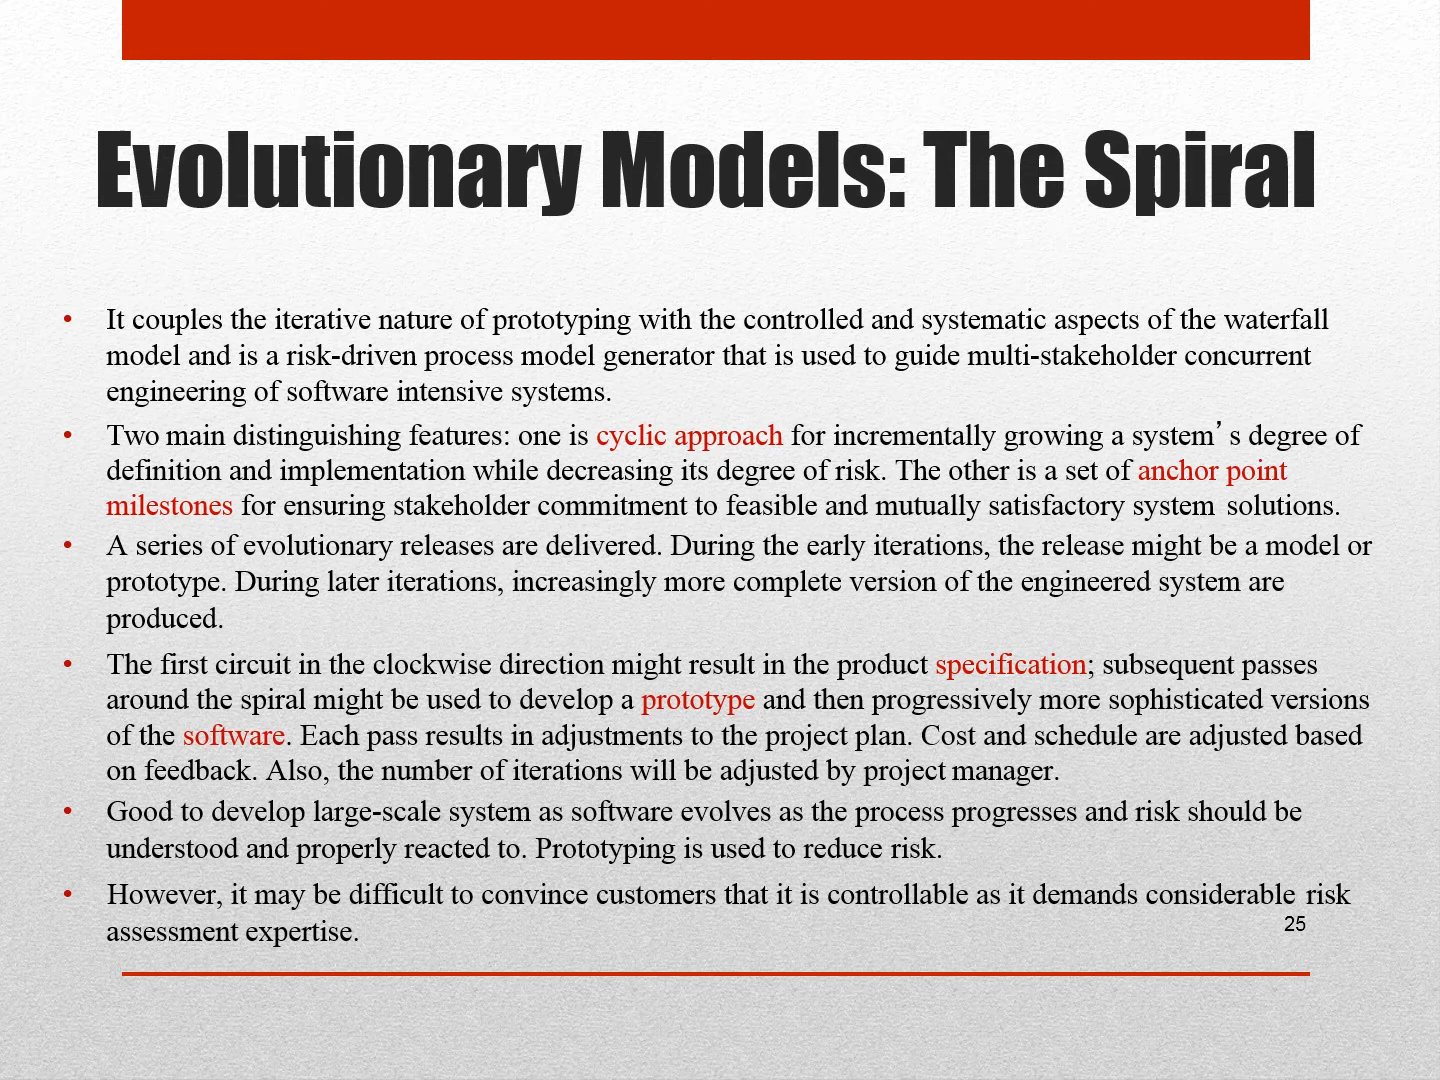 Evolutionary Models: The Spiral
• It couples the iterative nature of prototyping with the controlled and systematic aspects of the waterfall
model and is a risk-driven process model generator that is used to guide multi-stakeholder concurrent
engineering of software intensive systems.
• Two main distinguishing features: one is cyclic approach for incrementally growing a system’s degree of
definition and implementation while decreasing its degree of risk. The other is a set of anchor point
milestones for ensuring stakeholder commitment to feasible and mutually satisfactory system solutions.
• A series of evolutionary releases are delivered. During the early iterations, the release might be a model or
prototype. During later iterations, increasingly more complete version of the engineered system are
produced.
• The first circuit in the clockwise direction might result in the product specification; subsequent passes
around the spiral might be used to develop a prototype and then progressively more sophisticated versions
of the software. Each pass results in adjustments to the project plan. Cost and schedule are adjusted based
on feedback. Also, the number of iterations will be adjusted by project manager.
• Good to develop large-scale system as software evolves as the process progresses and risk should be
understood and properly reacted to. Prototyping is used to reduce risk.
• However, it may be difficult to convince customers that it is controllable as it demands considerable risk
assessment expertise.
25